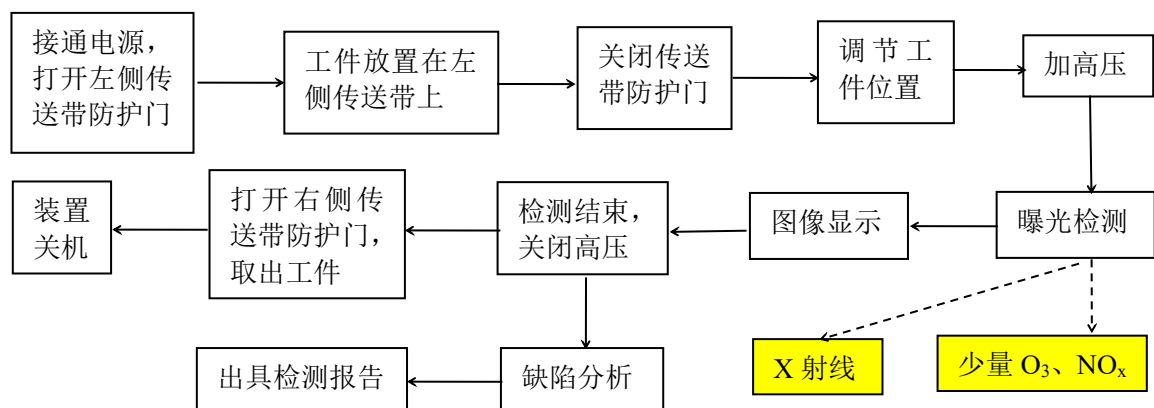 接通电源，
打开左侧传
送带防护门
工件放置在左
侧传送带上
关闭传送
带防护门
调节工
件位置
加高压
曝光检测
图像显示
检测结束，
关闭高压
打开右侧传
送带防护门，
取出工件
装置
关机
X 射线
少量 O₃、NOₓ
缺陷分析
出具检测报告